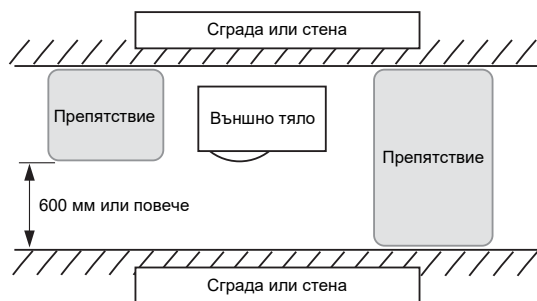 Сграда или стена
Препятствие
Външно тяло
Препятствие
600 мм или повече
Сграда или стена